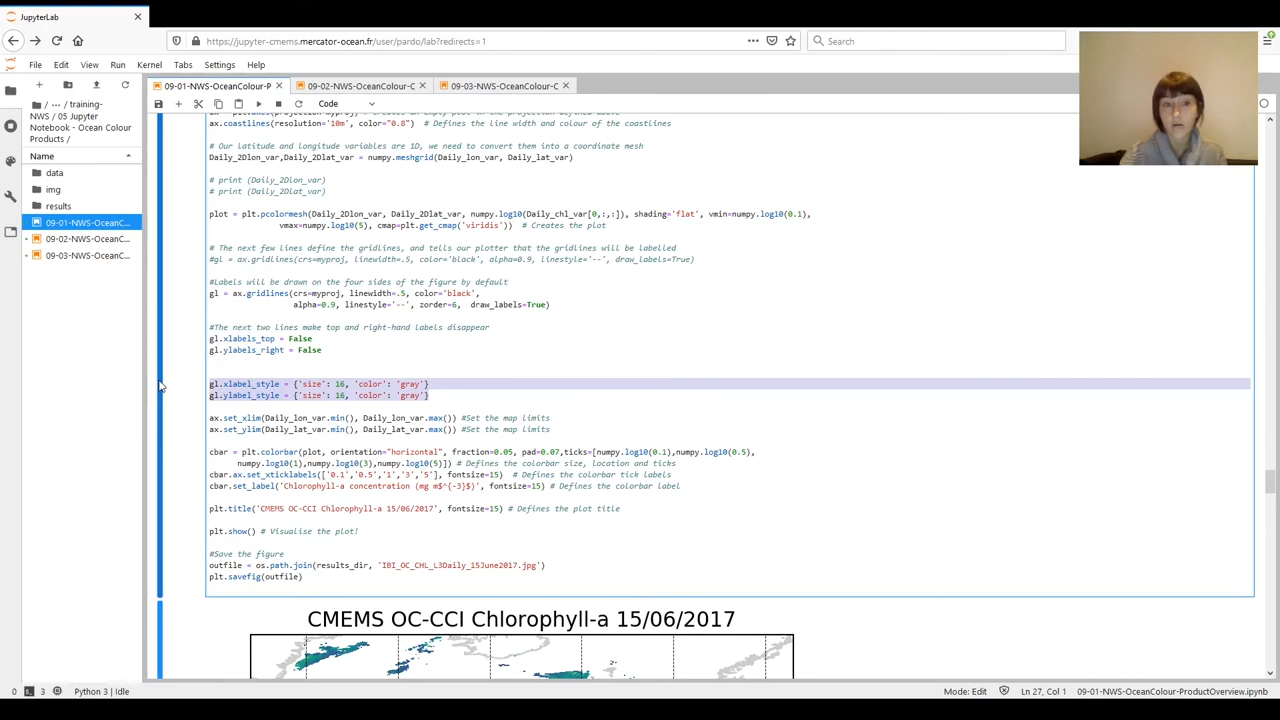 JupyterLab
https://jupyter-cmems.mercator-ocean.fr/user/pardo/lab?redirects=1
Search
File Edit View Run Kernel Tabs Settings Help
09-01-NWS-OceanColour-P
09-02-NWS-OceanColour-C
09-03-NWS-OceanColour-C
Code
/ ··· / training-
NWS / 05 Jupyter
Notebook - Ocean Colour
Products /
Name
data
img
results
09-01-NWS-OceanC...
09-02-NWS-OceanC...
09-03-NWS-OceanC...
ax.coastlines(resolution='10m', color="0.8") # Defines the line width and colour of the coastlines
# Our latitude and longitude variables are 1D, we need to convert them into a coordinate mesh
Daily_2Dlon_var,Daily_2Dlat_var = numpy.meshgrid(Daily_lon_var, Daily_lat_var)
# print (Daily_2Dlon_var)
# print (Daily_2Dlat_var)
plot = plt.pcolormesh(Daily_2Dlon_var, Daily_2Dlat_var, numpy.log10(Daily_chl_var[0,:,:]), shading='flat', vmin=numpy.log10(0.1),
vmax=numpy.log10(5), cmap=plt.get_cmap('viridis')) # Creates the plot
# The next few lines define the gridlines, and tells our plotter that the gridlines will be labelled
#gl = ax.gridlines(crs=myproj, linewidth=.5, color='black', alpha=0.9, linestyle='--', draw_labels=True)
#Labels will be drawn on the four sides of the figure by default
gl = ax.gridlines(crs=myproj, linewidth=.5, color='black',
alpha=0.9, linestyle='--', zorder=6, draw_labels=True)
#The next two lines make top and right-hand labels disappear
gl.xlabels_top = False
gl.ylabels_right = False
gl.xlabel_style = {'size': 16, 'color': 'gray'}
gl.ylabel_style = {'size': 16, 'color': 'gray'}
ax.set_xlim(Daily_lon_var.min(), Daily_lon_var.max()) #Set the map limits
ax.set_ylim(Daily_lat_var.min(), Daily_lat_var.max()) #Set the map limits
cbar = plt.colorbar(plot, orientation="horizontal", fraction=0.05, pad=0.07,ticks=[numpy.log10(0.1),numpy.log10(0.5),
numpy.log10(1),numpy.log10(3),numpy.log10(5)]) # Defines the colorbar size, location and ticks
cbar.ax.set_xticklabels(['0.1','0.5','1','3','5'], fontsize=15) # Defines the colorbar tick labels
cbar.set_label('Chlorophyll-a concentration (mg m$^{-3}$)', fontsize=15) # Defines the colorbar label
plt.title('CMEMS OC-CCI Chlorophyll-a 15/06/2017', fontsize=15) # Defines the plot title
plt.show() # Visualise the plot!
#Save the figure
outfile = os.path.join(results_dir, 'IBI_OC_CHL_L3Daily_15June2017.jpg')
plt.savefig(outfile)
CMEMS OC-CCI Chlorophyll-a 15/06/2017
0 3 Python 3 | Idle
Mode: Edit Ln 27, Col 1 09-01-NWS-OceanColour-ProductOverview.ipynb